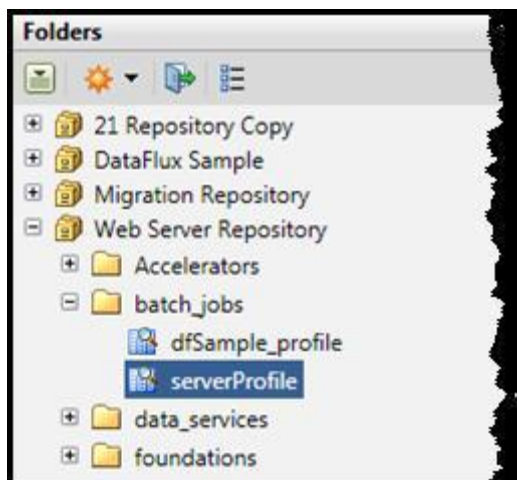 Folders
21 Repository Copy
DataFlux Sample
Migration Repository
Web Server Repository
Accelerators
batch_jobs
dfSample_profile
serverProfile
data_services
foundations